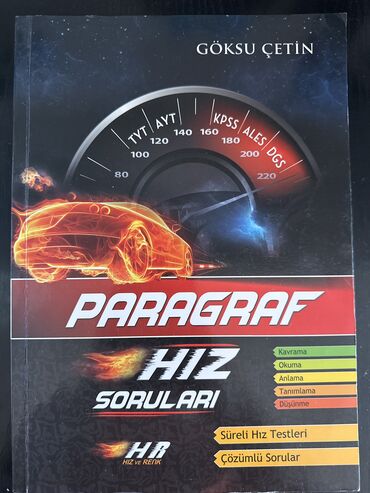 GÖKSU ÇETİN
TYT AYT KPSS ALES DGS
80 100 120 140 160 180 200 220
PARAGRAF
HIZ
SORULARI
Kavrama
Okuma
Anlama
Tanımlama
Düşünme
HR
HIZ VE RENK
Süreli Hız Testleri
Çözümlü Sorular